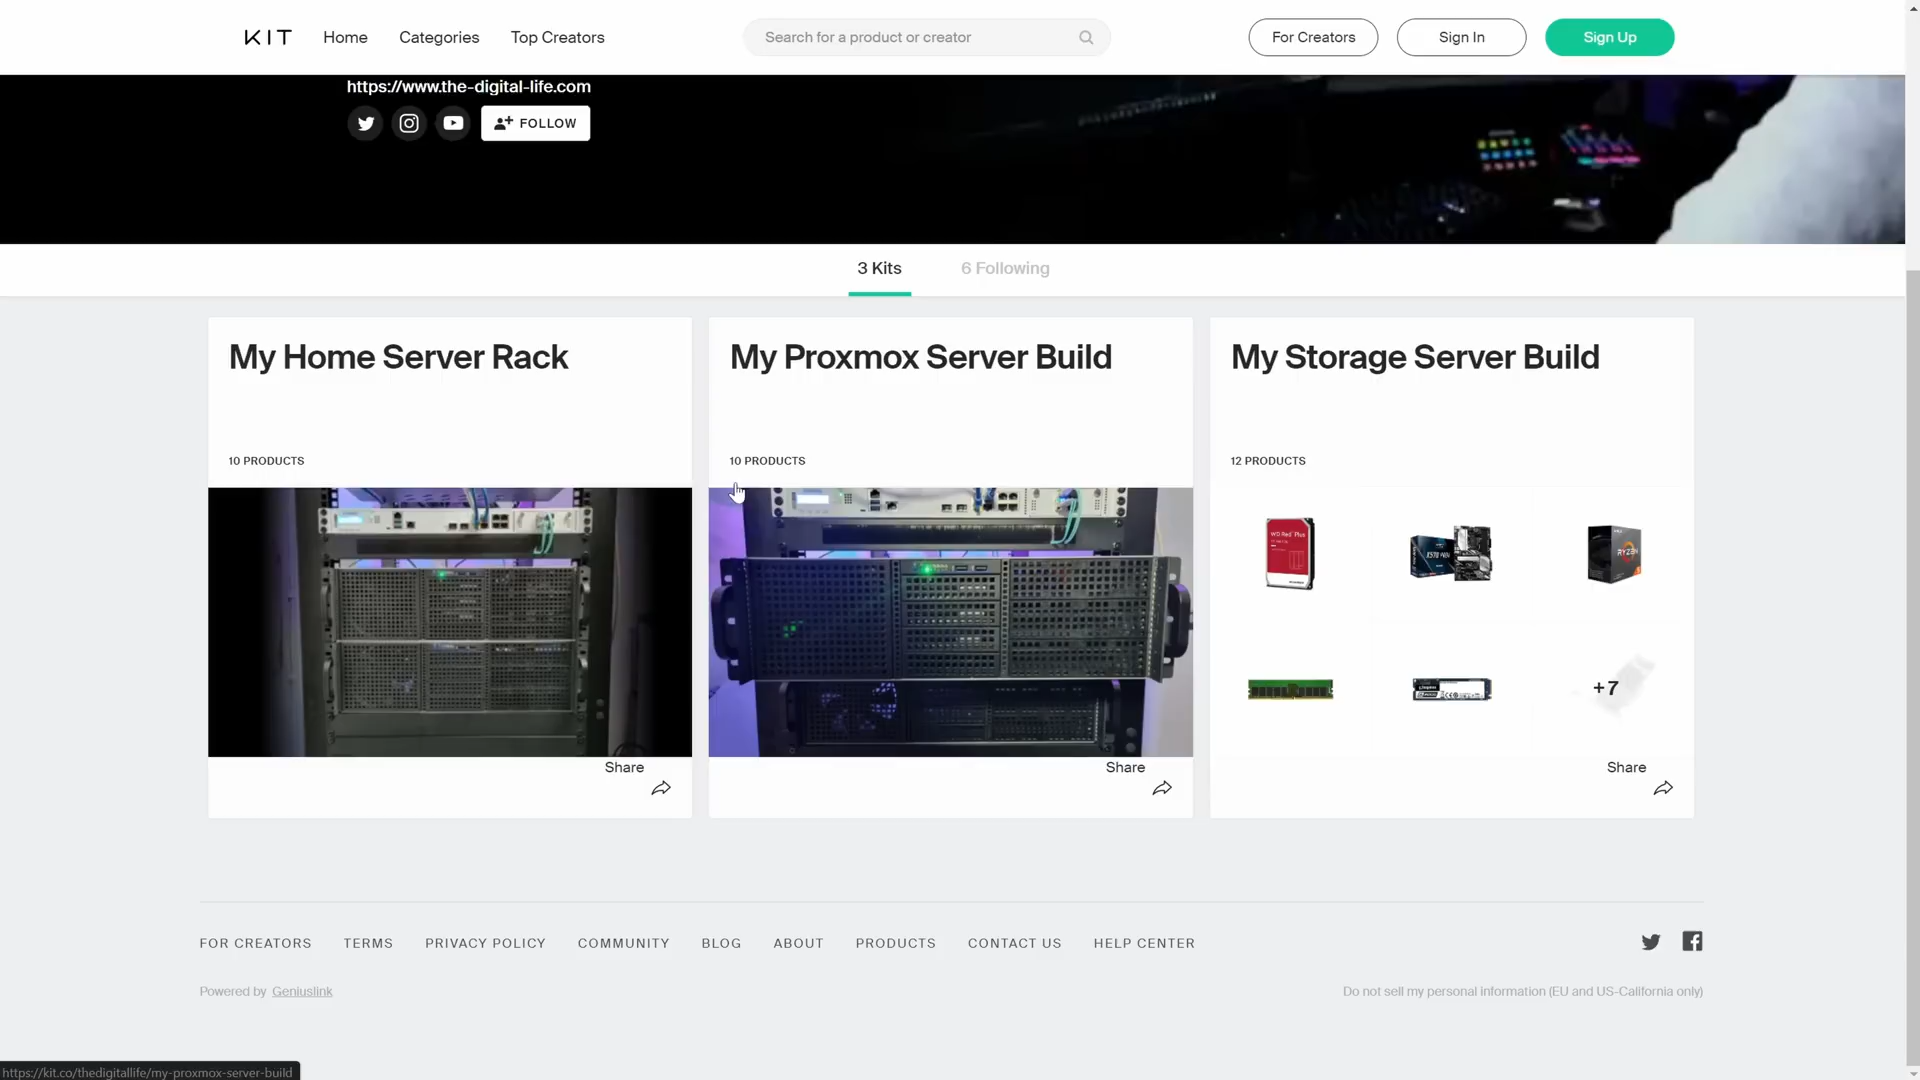 KIT
Home
Categories
Top Creators
Search for a product or creator
For Creators
Sign In
Sign Up
https://www.the-digital-life.com
FOLLOW
3 Kits
6 Following
My Home Server Rack
My Proxmox Server Build
My Storage Server Build
10 PRODUCTS
10 PRODUCTS
12 PRODUCTS
WD Red Plus
RYZEN
+7
Share
Share
Share
FOR CREATORS
TERMS
PRIVACY POLICY
COMMUNITY
BLOG
ABOUT
PRODUCTS
CONTACT US
HELP CENTER
Powered by Geniuslink
Do not sell my personal information (EU and US-California only)
https://kit.co/thedigitallife/my-proxmox-server-build